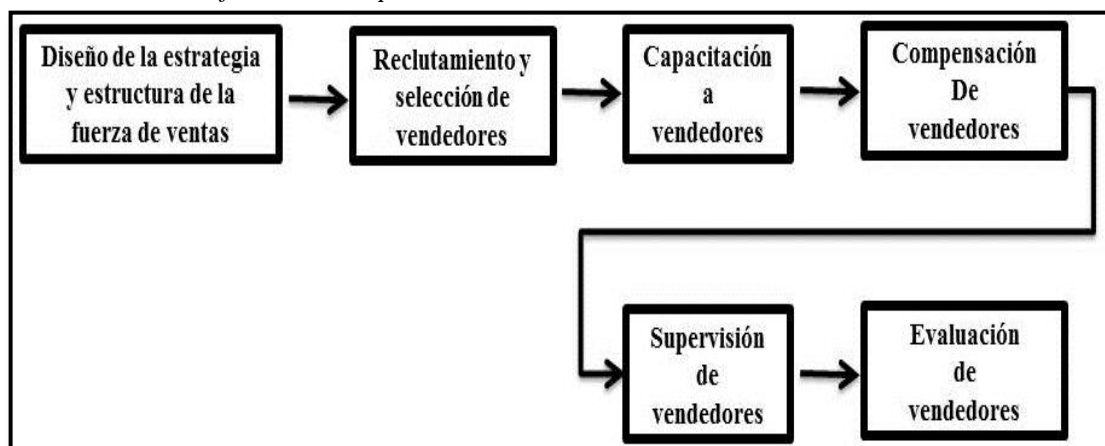 Diseño de la estrategia
y estructura de la
fuerza de ventas
Reclutamiento y
selección de
vendedores
Capacitación
a
vendedores
Compensación
De
vendedores
Supervisión
de
vendedores
Evaluación
de
vendedores